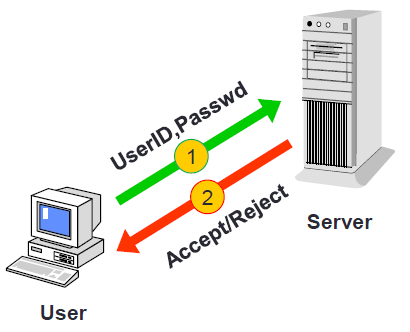 UserID,Passwd
1
2
Accept/Reject
Server
User